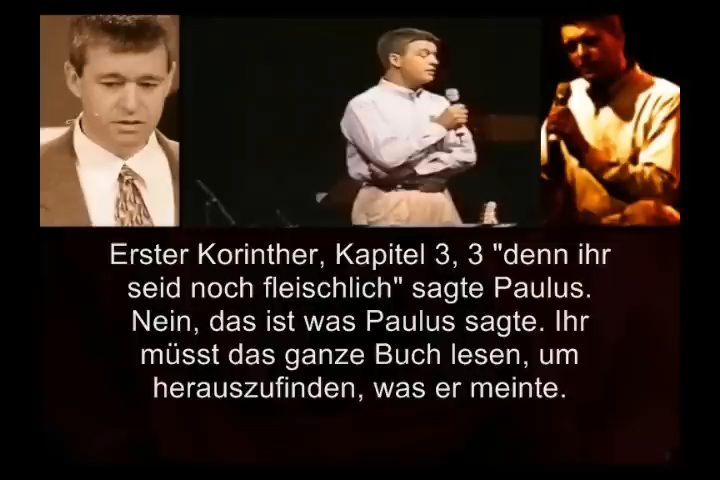 Erster Korinther, Kapitel 3, 3 "denn ihr
seid noch fleischlich" sagte Paulus.
Nein, das ist was Paulus sagte. Ihr
müsst das ganze Buch lesen, um
herauszufinden, was er meinte.